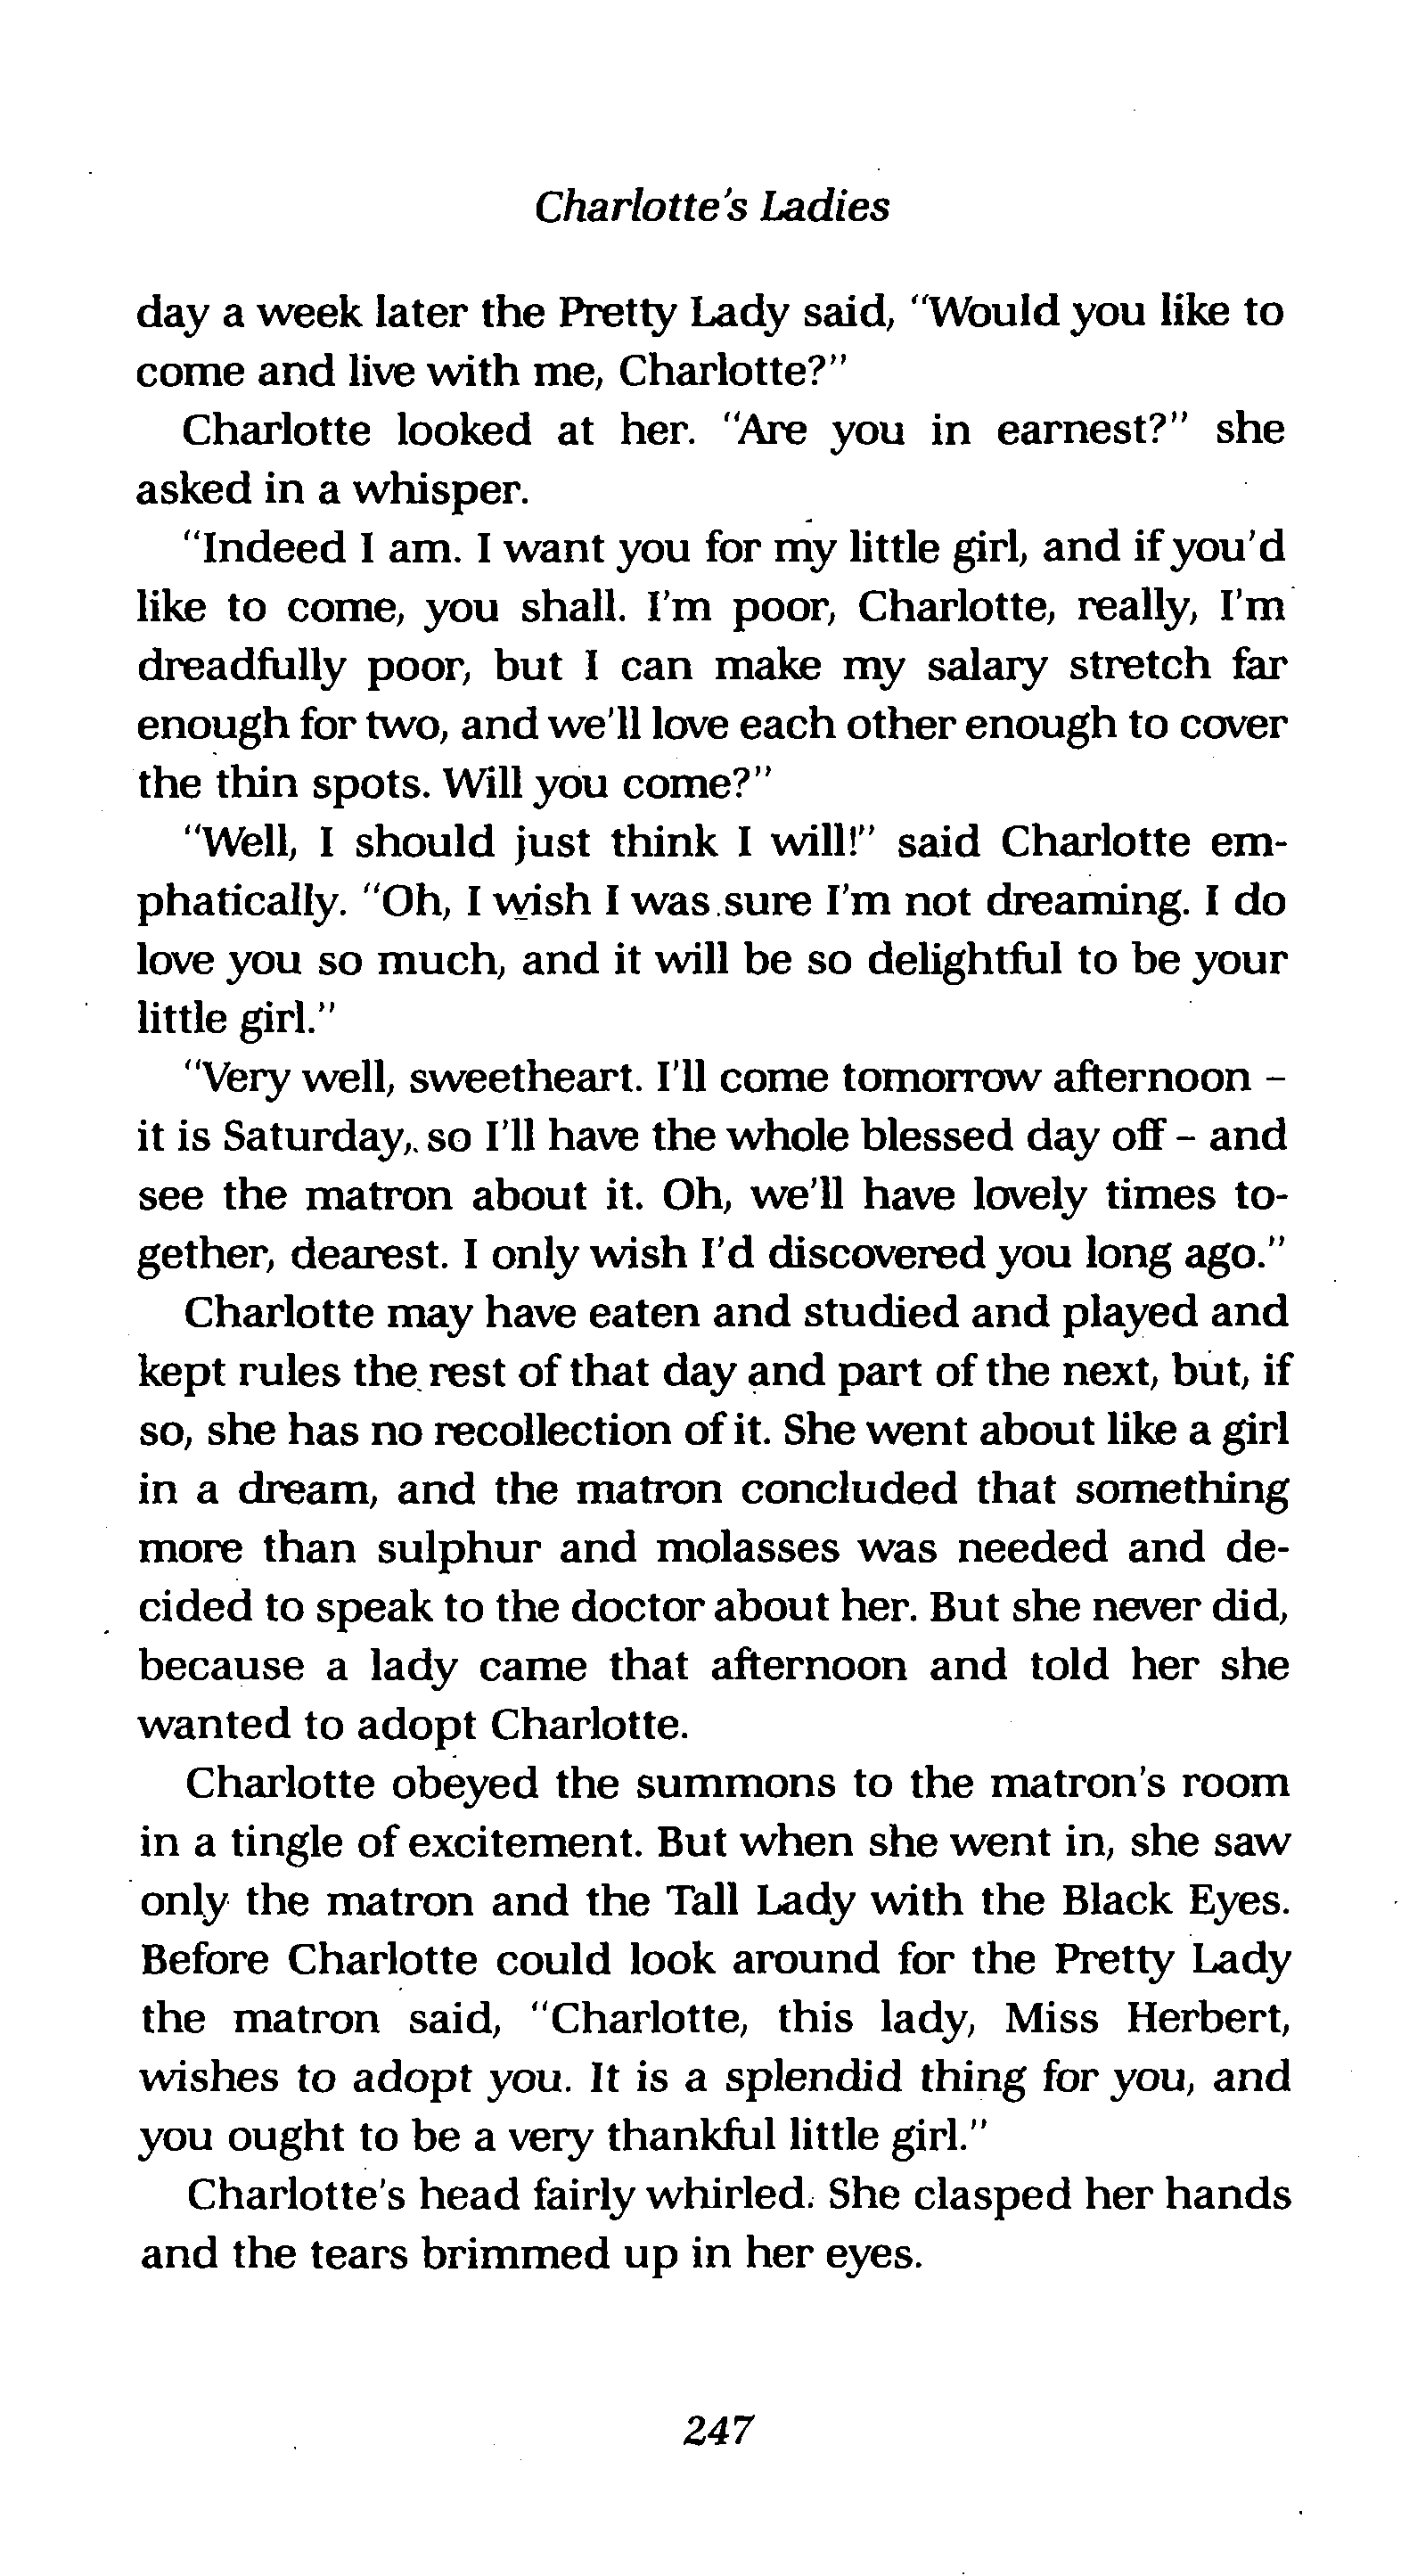 Charlotte's Ladies
day a week later the Pretty Lady said, "Would you like to
come and live with me, Charlotte?"
Charlotte looked at her. "Are you in earnest?" she
asked in a whisper.
"Indeed I am. I want you for my little girl, and if you'd
like to come, you shall. I'm poor, Charlotte, really, I'm
dreadfully poor, but I can make my salary stretch far
enough for two, and we'll love each other enough to cover
the thin spots. Will you come?"
"Well, I should just think I will!" said Charlotte em-
phatically. "Oh, I wish I was sure I'm not dreaming. I do
love you so much, and it will be so delightful to be your
little girl."
"Very well, sweetheart. I'll come tomorrow afternoon –
it is Saturday, so I'll have the whole blessed day off – and
see the matron about it. Oh, we'll have lovely times to-
gether, dearest. I only wish I'd discovered you long ago."
Charlotte may have eaten and studied and played and
kept rules the rest of that day and part of the next, but, if
so, she has no recollection of it. She went about like a girl
in a dream, and the matron concluded that something
more than sulphur and molasses was needed and de-
cided to speak to the doctor about her. But she never did,
because a lady came that afternoon and told her she
wanted to adopt Charlotte.
Charlotte obeyed the summons to the matron's room
in a tingle of excitement. But when she went in, she saw
only the matron and the Tall Lady with the Black Eyes.
Before Charlotte could look around for the Pretty Lady
the matron said, "Charlotte, this lady, Miss Herbert,
wishes to adopt you. It is a splendid thing for you, and
you ought to be a very thankful little girl."
Charlotte's head fairly whirled. She clasped her hands
and the tears brimmed up in her eyes.
247